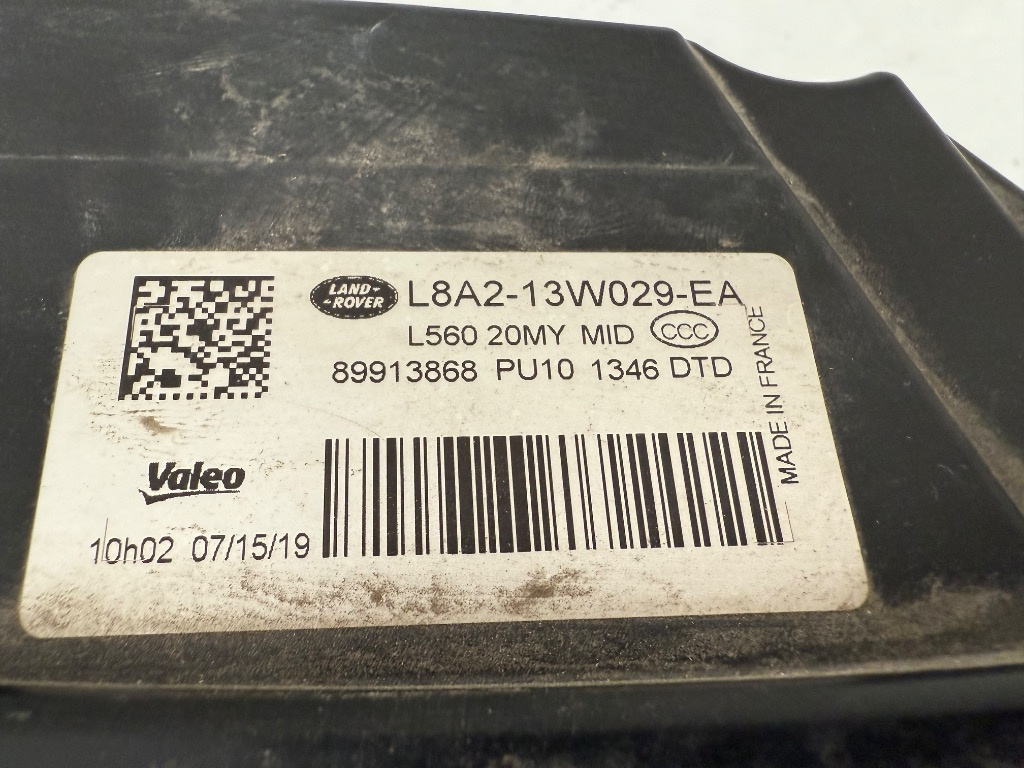 LAND-
-ROVER
L8A2-13W029-EA
L560 20MY MID CCC
89913868 PU10 1346 DTD
MADE IN FRANCE
Valeo
10h02 07/15/19